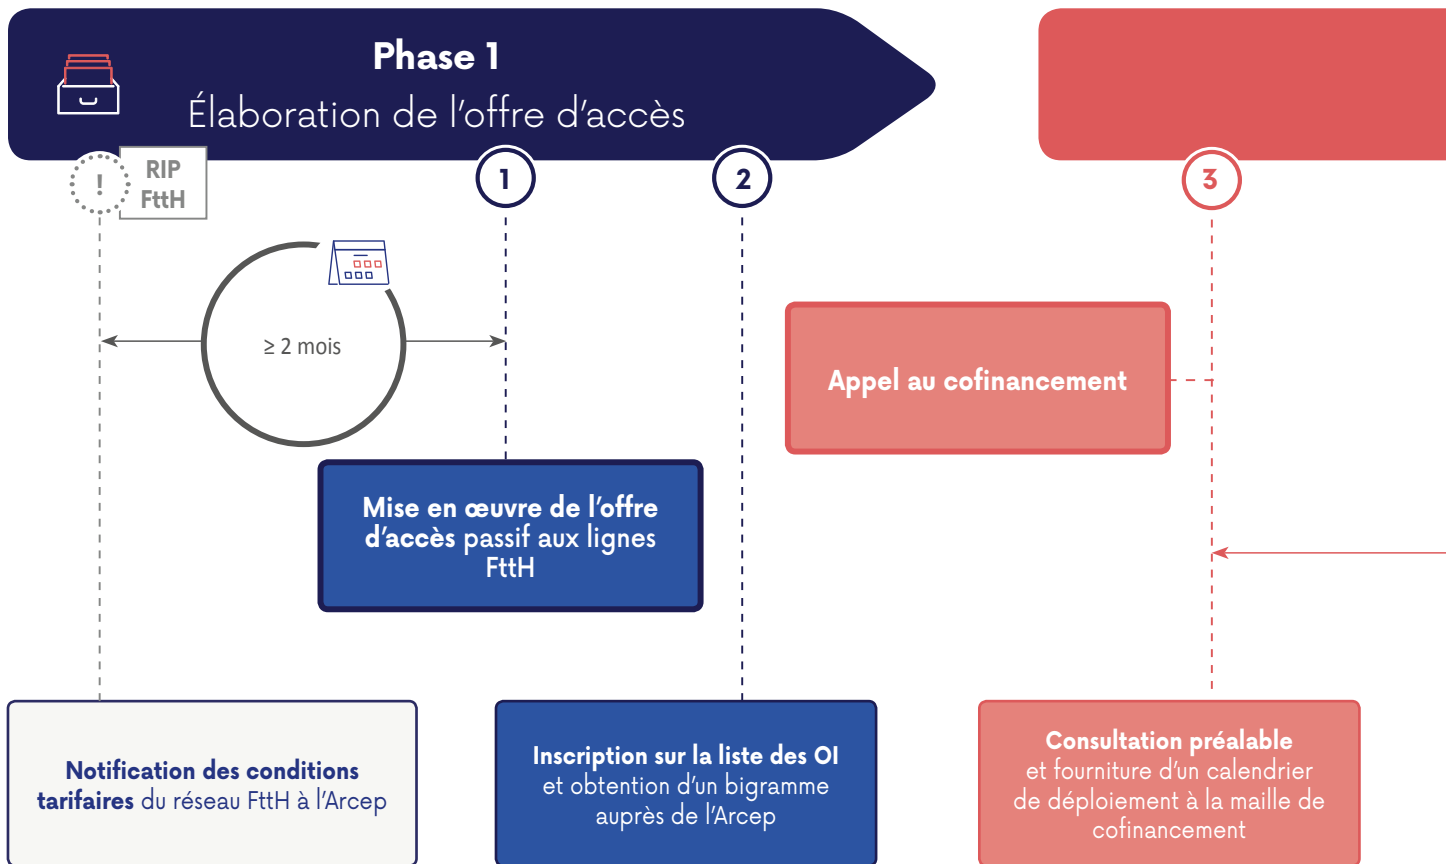 Phase 1
Élaboration de l'offre d'accès
!
RIP
FttH
1
2
3
≥ 2 mois
Appel au cofinancement
Mise en œuvre de l'offre
d'accès passif aux lignes
FttH
Notification des conditions
tarifaires du réseau FttH à l'Arcep
Inscription sur la liste des OI
et obtention d'un bigramme
auprès de l'Arcep
Consultation préalable
et fourniture d'un calendrier
de déploiement à la maille de
cofinancement